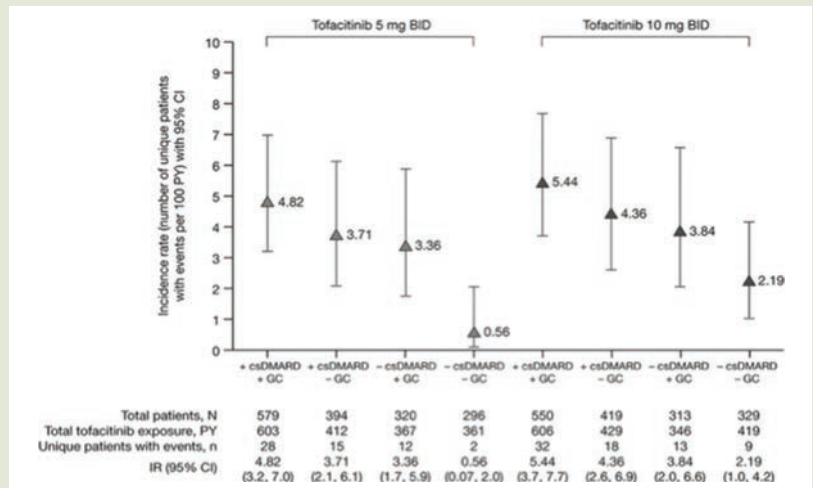 Tofacitinib 5 mg BID Tofacitinib 10 mg BID
Incidence rate (number of unique patients
with events per 100 PY) with 95% CI
10
9
8
7
6
5
4
3
2
1
0
4.82
3.71
3.36
0.56
5.44
4.36
3.84
2.19
+ csDMARD + csDMARD – csDMARD – csDMARD + csDMARD + csDMARD – csDMARD – csDMARD
+ GC – GC + GC – GC + GC – GC + GC – GC
Total patients, N 579 394 320 296 550 419 313 329
Total tofacitinib exposure, PY 603 412 367 361 606 429 346 419
Unique patients with events, n 28 15 12 2 32 18 13 9
IR (95% CI) 4.82 3.71 3.36 0.56 5.44 4.36 3.84 2.19
(3.2, 7.0) (2.1, 6.1) (1.7, 5.9) (0.07, 2.0) (3.7, 7.7) (2.6, 6.9) (2.0, 6.6) (1.0, 4.2)